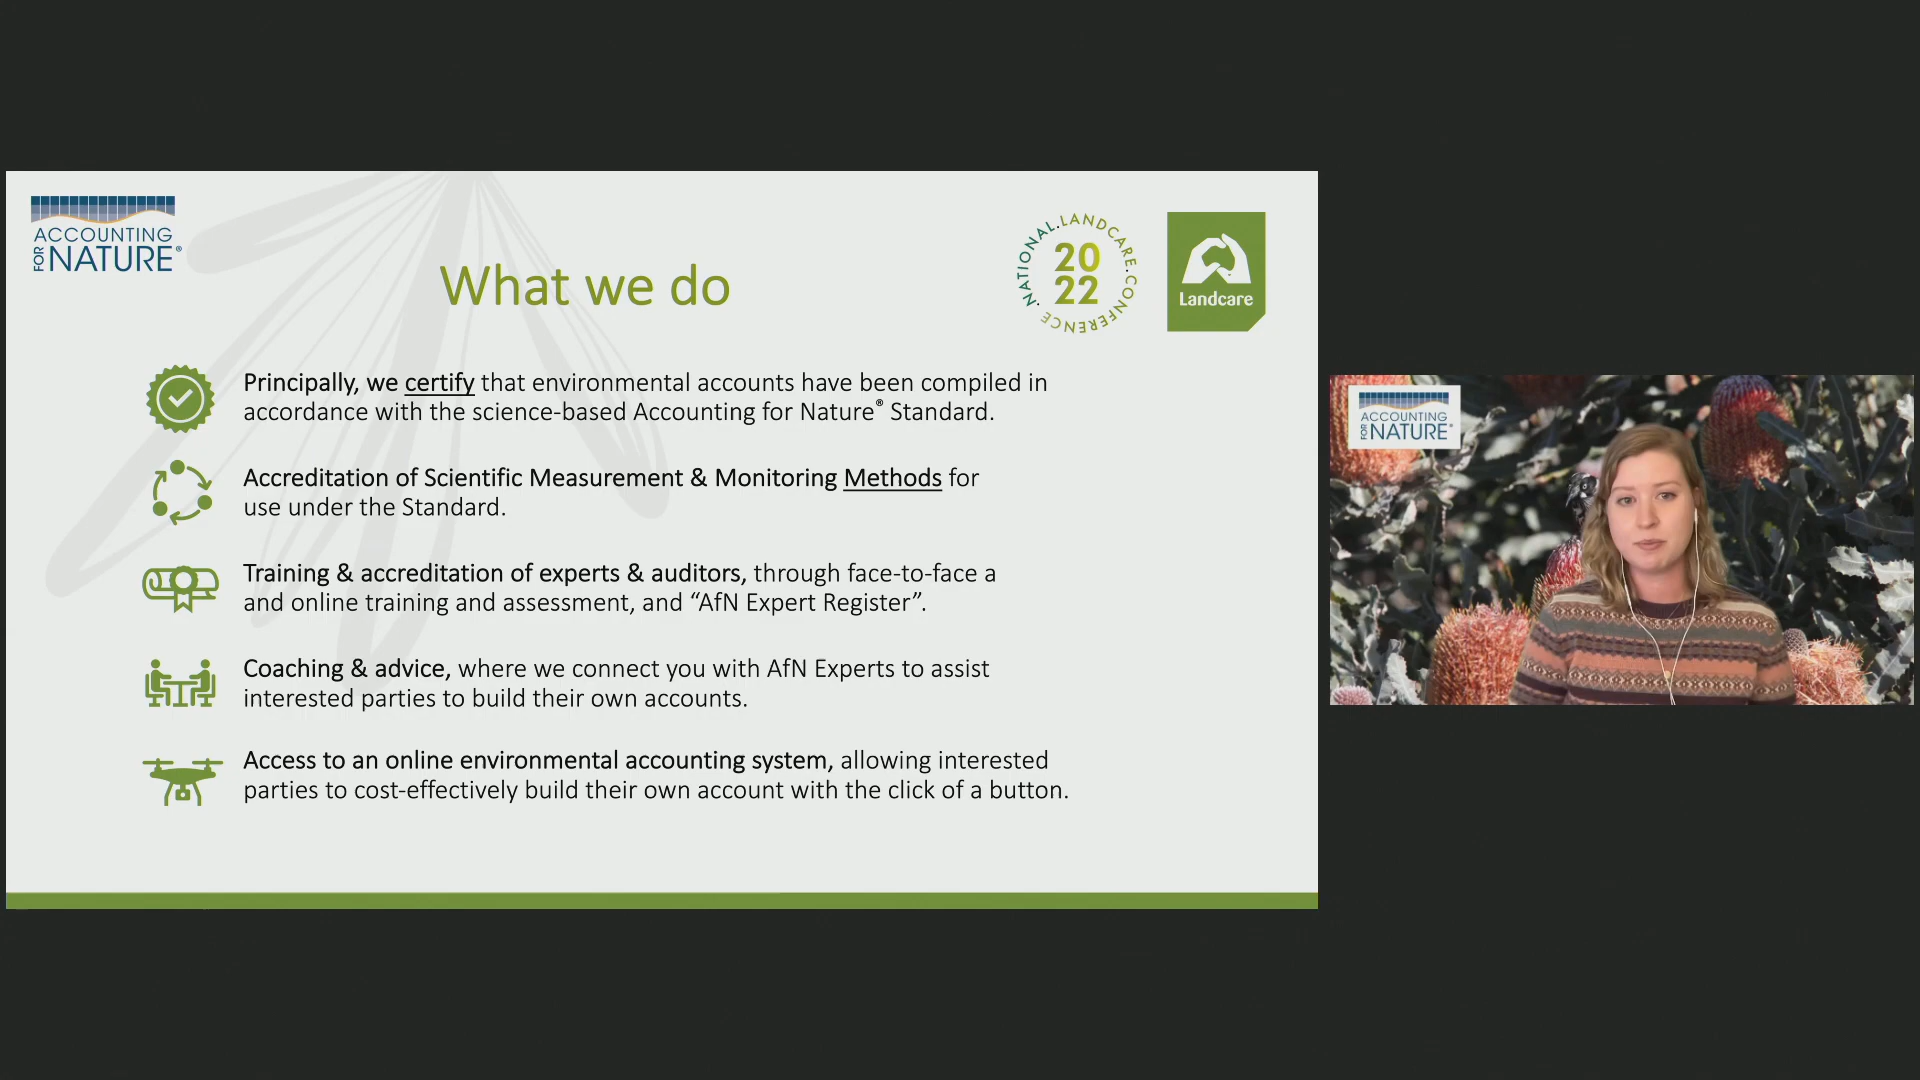 ACCOUNTING
FOR NATURE®
NATIONAL.LANDCARE.CONFERENCE.
20
22
Landcare
What we do
Principally, we certify that environmental accounts have been compiled in
accordance with the science-based Accounting for Nature® Standard.
Accreditation of Scientific Measurement & Monitoring Methods for
use under the Standard.
Training & accreditation of experts & auditors, through face-to-face a
and online training and assessment, and “AfN Expert Register”.
Coaching & advice, where we connect you with AfN Experts to assist
interested parties to build their own accounts.
Access to an online environmental accounting system, allowing interested
parties to cost-effectively build their own account with the click of a button.
ACCOUNTING
FOR NATURE®